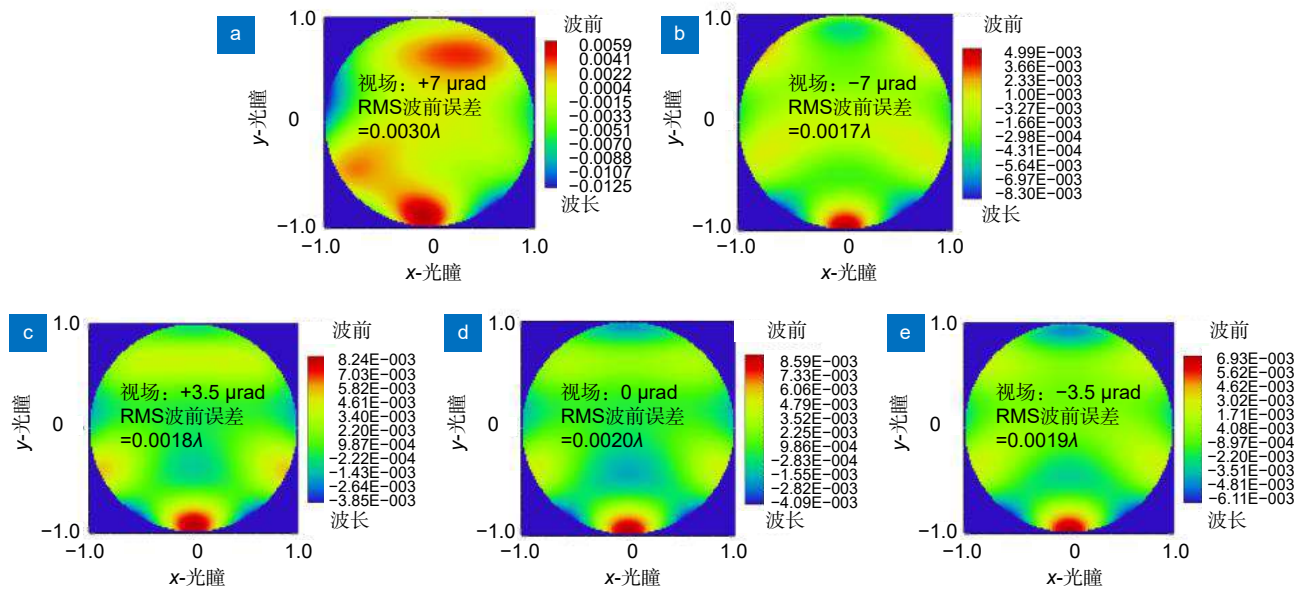 a
1.0
0
−1.0
y-光瞳
−1.0
0
1.0
x-光瞳
视场：+7 μrad
RMS波前误差
=0.0030λ
波前
0.0059
0.0041
0.0022
0.0004
−0.0015
−0.0033
−0.0051
−0.0070
−0.0088
−0.0107
−0.0125
波长
b
1.0
0
−1.0
y-光瞳
−1.0
0
1.0
x-光瞳
视场：−7 μrad
RMS波前误差
=0.0017λ
波前
4.99E−003
3.66E−003
2.33E−003
1.00E−003
−3.27E−003
−1.66E−003
−2.98E−004
−4.31E−004
−5.64E−003
−6.97E−003
−8.30E−003
波长
c
1.0
0
−1.0
y-光瞳
−1.0
0
1.0
x-光瞳
视场：+3.5 μrad
RMS波前误差
=0.0018λ
波前
8.24E−003
7.03E−003
5.82E−003
4.61E−003
3.40E−003
2.20E−003
9.87E−004
−2.22E−004
−1.43E−003
−2.64E−003
−3.85E−003
波长
d
1.0
0
−1.0
y-光瞳
−1.0
0
1.0
x-光瞳
视场：0 μrad
RMS波前误差
=0.0020λ
波前
8.59E−003
7.33E−003
6.06E−003
4.79E−003
3.52E−003
2.25E−003
9.86E−004
−2.83E−004
−1.55E−003
−2.82E−003
−4.09E−003
波长
e
1.0
0
−1.0
y-光瞳
−1.0
0
1.0
x-光瞳
视场：−3.5 μrad
RMS波前误差
=0.0019λ
波前
6.93E−003
5.62E−003
4.62E−003
3.02E−003
1.71E−003
4.08E−003
−8.97E−004
−2.20E−003
−3.51E−003
−4.81E−003
−6.11E−003
波长